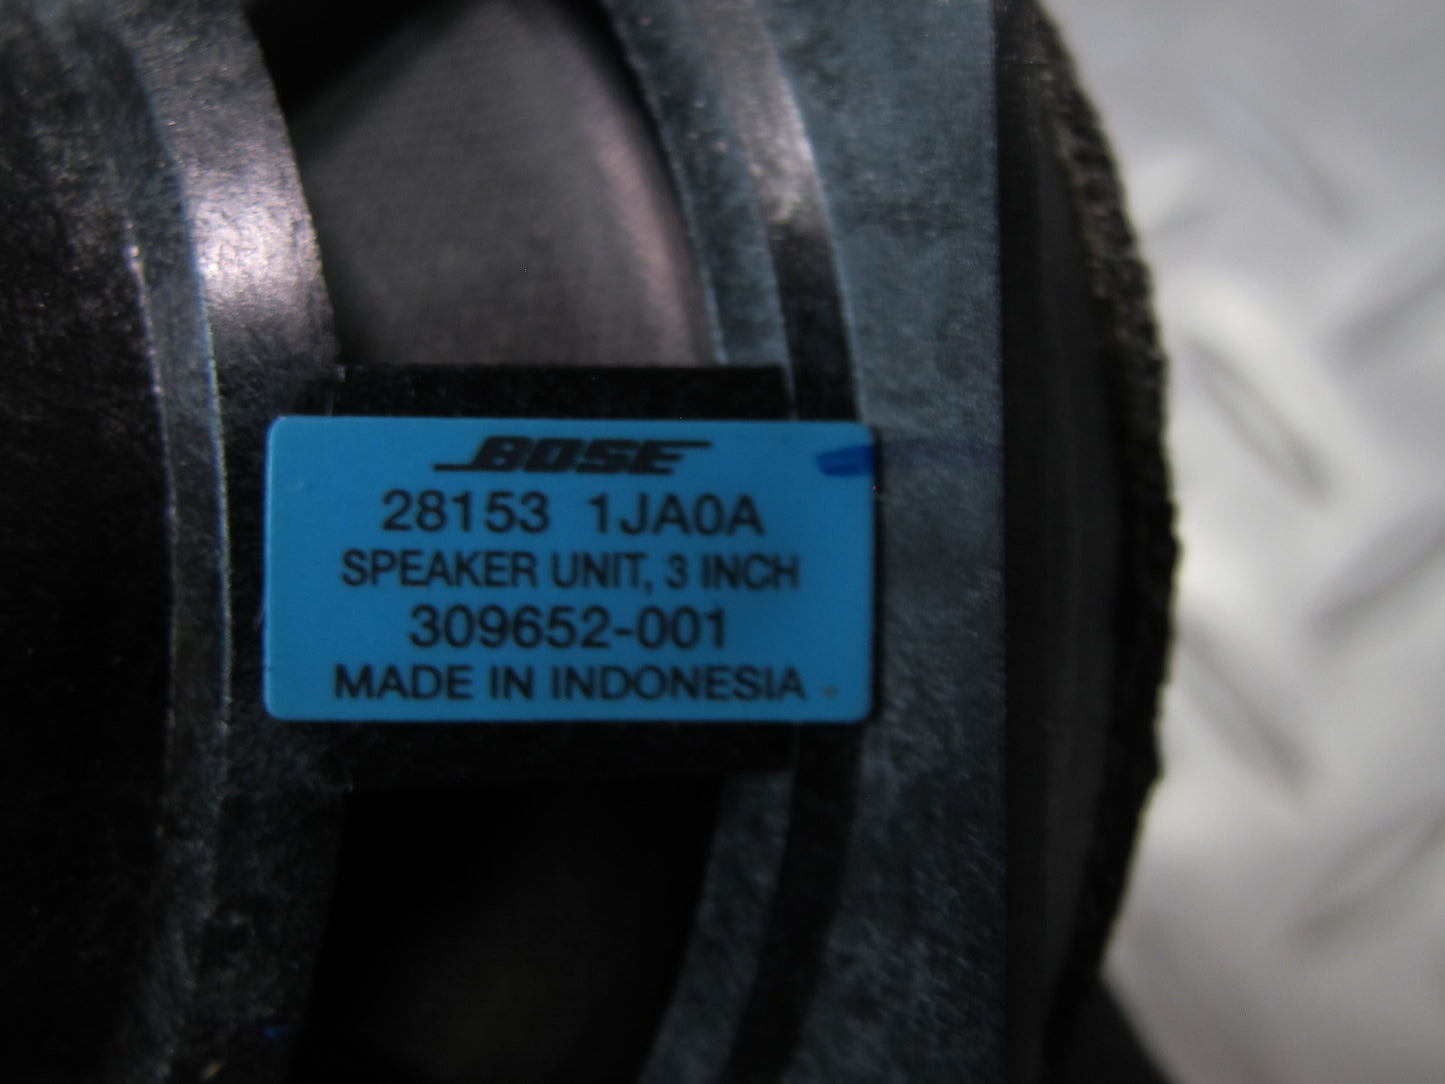 BOSE
28153 1JA0A
SPEAKER UNIT, 3 INCH
309652-001
MADE IN INDONESIA